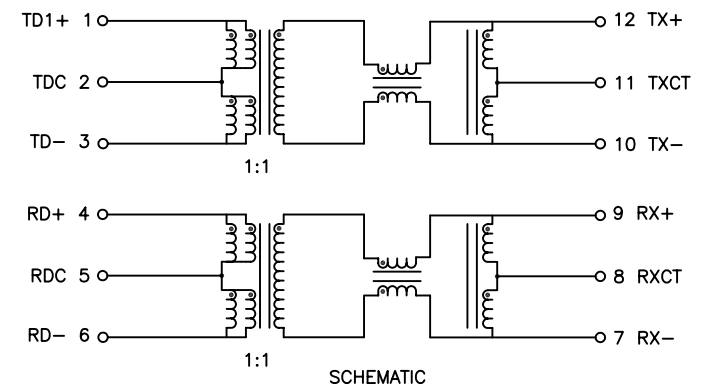 TD1+ 1 12 TX+
TDC 2 11 TXCT
TD- 3 10 TX-
1:1
RD+ 4 9 RX+
RDC 5 8 RXCT
RD- 6 7 RX-
1:1
SCHEMATIC